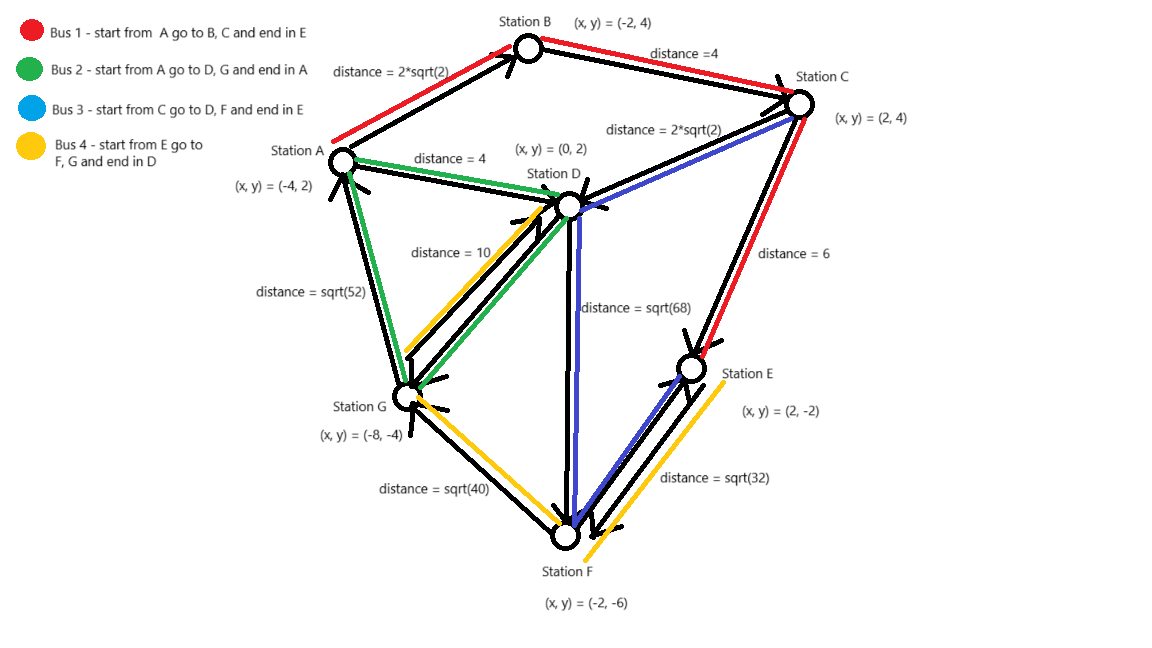 Station B (x, y) = (-2, 4)
Bus 1 - start from A go to B, C and end in E
distance =4
Bus 2 - start from A go to D, G and end in A
distance = 2*sqrt(2)
Station C
Bus 3 - start from C go to D, F and end in E
(x, y) = (2, 4)
distance = 2*sqrt(2)
Bus 4 - start from E go to
F, G and end in D
Station A
distance = 4
(x, y) = (0, 2)
Station D
(x, y) = (-4, 2)
distance = 10
distance = 6
distance = sqrt(52)
distance = sqrt(68)
Station E
Station G
(x, y) = (2, -2)
(x, y) = (-8, -4)
distance = sqrt(32)
distance = sqrt(40)
Station F
(x, y) = (-2, -6)